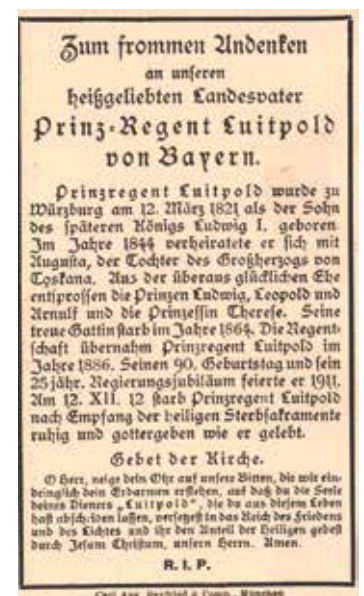 Zum frommen Andenken
an unseren
heißgeliebten Landesvater
Prinz-Regent Luitpold
von Bayern.
Prinzregent Luitpold wurde zu
Würzburg am 12. März 1821 als der Sohn
des späteren Königs Ludwig I. geboren.
Im Jahre 1844 verheiratete er sich mit
Augusta, der Tochter des Großherzogs von
Toskana. Aus der überaus glücklichen Ehe
entsprossen die Prinzen Ludwig, Leopold und
Arnulf und die Prinzessin Therese. Seine
treue Gattin starb im Jahre 1864. Die Regent-
schaft übernahm Prinzregent Luitpold im
Jahre 1886. Seinen 90. Geburtstag und sein
25 jähr. Regierungsjubiläum feierte er 1911.
Am 12. XII. 12 starb Prinzregent Luitpold
nach Empfang der heiligen Sterbsakramente
ruhig und gottergeben wie er gelebt.
Gebet der Kirche.
O Herr, neige dein Ohr auf unsere Bitten, die wir ein-
dringlich dein Erbarmen erflehen, auf daß du die Seele
deines Dieners „Luitpold", die du aus diesem Leben
hast abscheiden lassen, versetzest in das Reich des Friedens
und des Lichtes und ihr den Anteil der Heiligen gebest
durch Jesum Christum, unsern Herrn. Amen.
R. I. P.
Carl Aug. & Comp., München